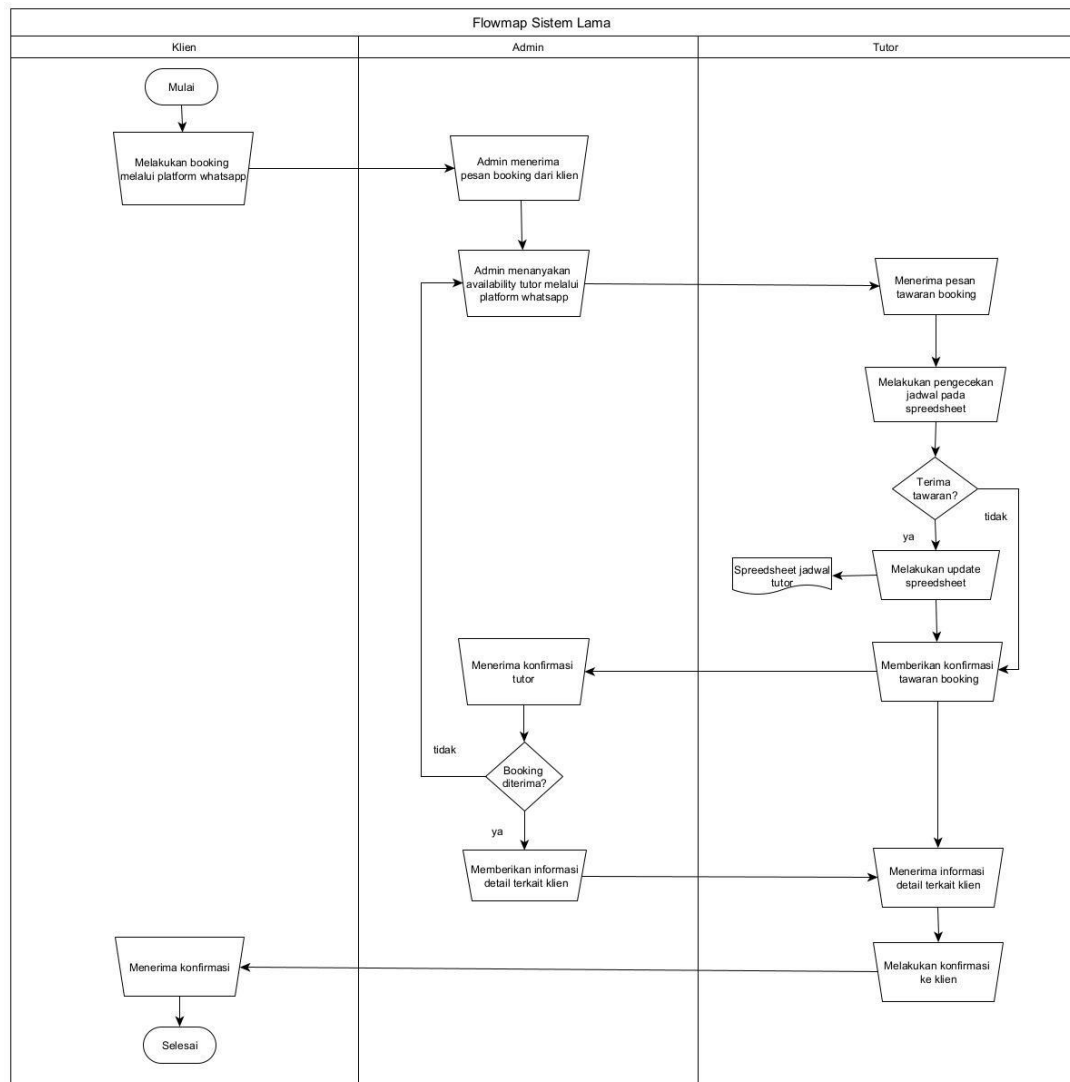 Flowmap Sistem Lama
Klien
Admin
Tutor
Mulai
Melakukan booking
melalui platform whatsapp
Admin menerima
pesan booking dari klien
Admin menanyakan
availability tutor melalui
platform whatsapp
Menerima pesan
tawaran booking
Melakukan pengecekan
jadwal pada
spreedsheet
Terima
tawaran?
tidak
ya
Melakukan update
spreedsheet
Spreedsheet jadwal
tutor
Memberikan konfirmasi
tawaran booking
Menerima konfirmasi
tutor
Booking
diterima?
tidak
ya
Memberikan informasi
detail terkait klien
Menerima informasi
detail terkait klien
Melakukan konfirmasi
ke klien
Menerima konfirmasi
Selesai